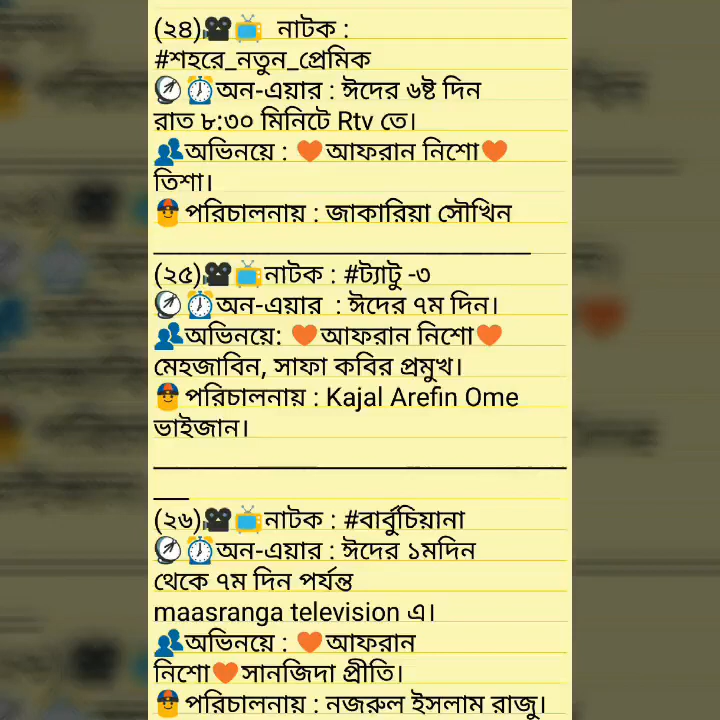 (২৪)🎥📺 নাটক :
#শহরে_নতুন_প্রেমিক
📡⏰অন-এয়ার : ঈদের ৬ষ্ট দিন
রাত ৮:৩০ মিনিটে Rtv তে।
👥অভিনয়ে : ❤আফরান নিশো❤
তিশা।
👲পরিচালনায় : জাকারিয়া সৌখিন
(২৫)🎥📺নাটক : #ট্যাটু -৩
📡⏰অন-এয়ার : ঈদের ৭ম দিন।
👥অভিনয়ে: ❤আফরান নিশো❤
মেহজাবিন, সাফা কবির প্রমুখ।
👲পরিচালনায় : Kajal Arefin Ome
ভাইজান।
(২৬)🎥📺নাটক : #বার্বুচিয়ানা
📡⏰অন-এয়ার : ঈদের ১মদিন
থেকে ৭ম দিন পর্যন্ত
maasranga television এ।
👥অভিনয়ে : ❤আফরান
নিশো❤সানজিদা প্রীতি।
👲পরিচালনায় : নজরুল ইসলাম রাজু।